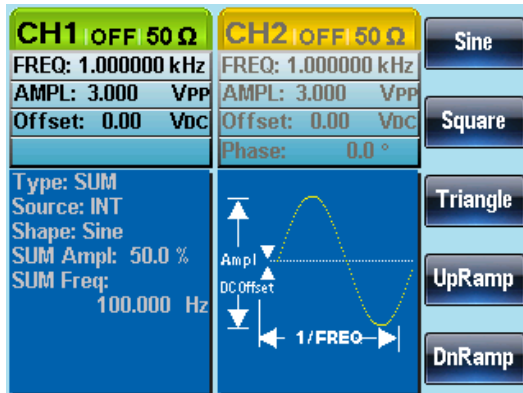 CH1 OFF 50 Ω
FREQ: 1.000000 kHz
AMPL: 3.000 VPP
Offset: 0.00 VDC
CH2 OFF 50 Ω
FREQ: 1.000000 kHz
AMPL: 3.000 VPP
Offset: 0.00 VDC
Phase: 0.0 °
Type: SUM
Source: INT
Shape: Sine
SUM Ampl: 50.0 %
SUM Freq:
100.000 Hz
Ampl
DC Offset
1/FREQ
Sine
Square
Triangle
UpRamp
DnRamp